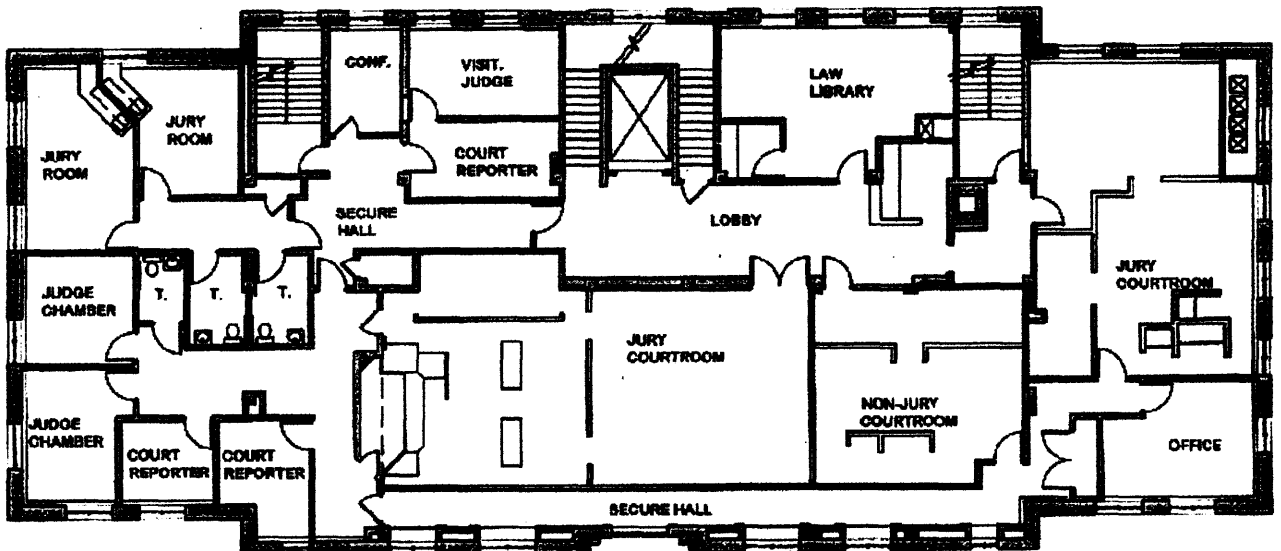 CONF.
VISIT.
JUDGE
LAW
LIBRARY
JURY
ROOM
JURY
ROOM
COURT
REPORTER
SECURE
HALL
LOBBY
JURY
COURTROOM
JUDGE
CHAMBER
T.
T.
T.
JURY
COURTROOM
NON-JURY
COURTROOM
JUDGE
CHAMBER
COURT
REPORTER
COURT
REPORTER
OFFICE
SECURE HALL